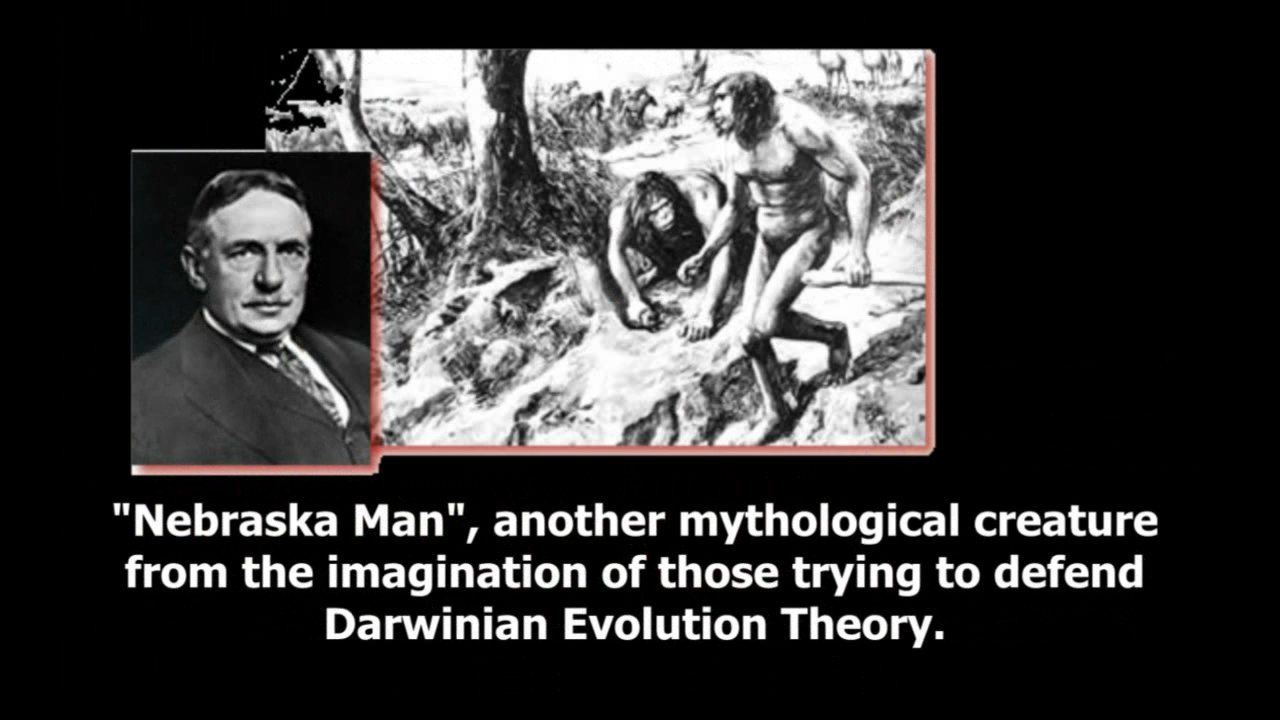 "Nebraska Man", another mythological creature
from the imagination of those trying to defend
Darwinian Evolution Theory.